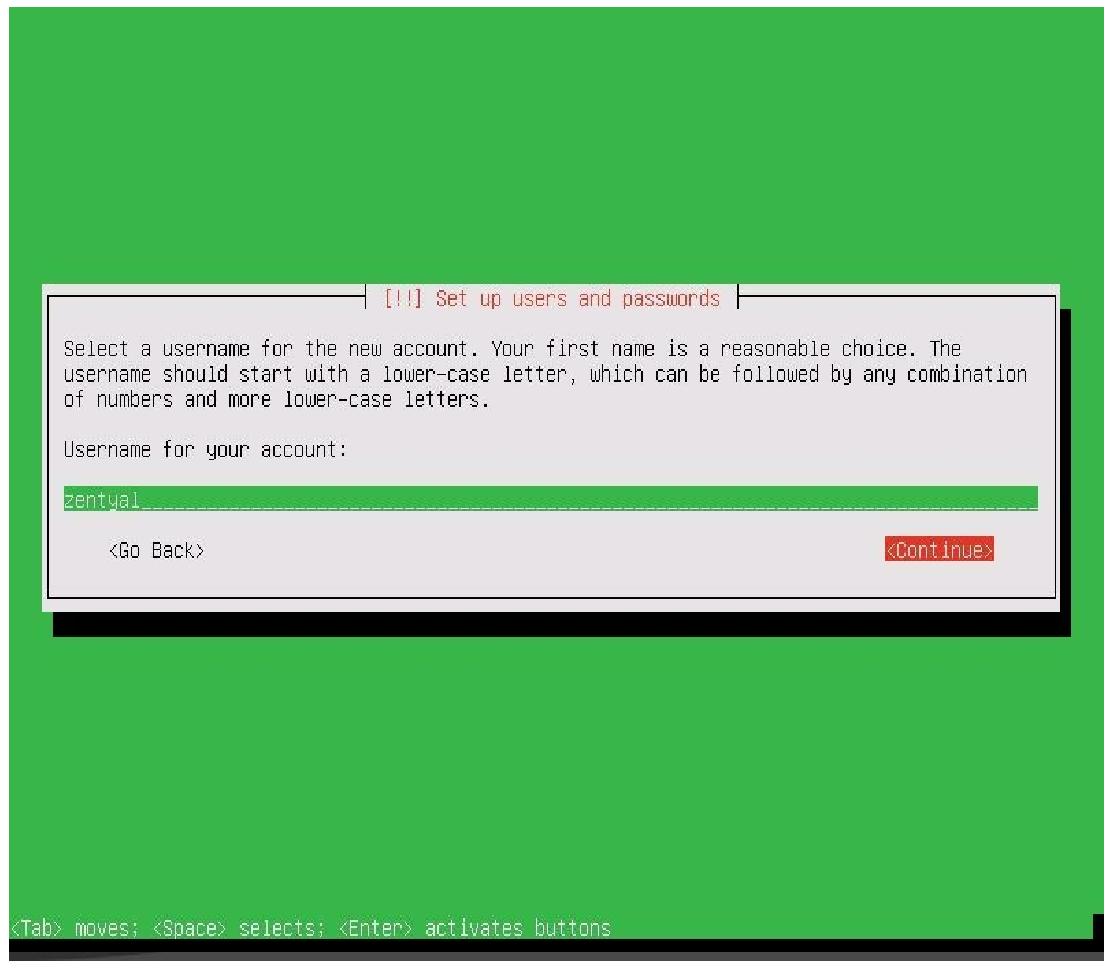 [!!] Set up users and passwords
Select a username for the new account. Your first name is a reasonable choice. The
username should start with a lower-case letter, which can be followed by any combination
of numbers and more lower-case letters.
Username for your account:
zentyal
<Go Back> <Continue>
<Tab> moves; <Space> selects; <Enter> activates buttons